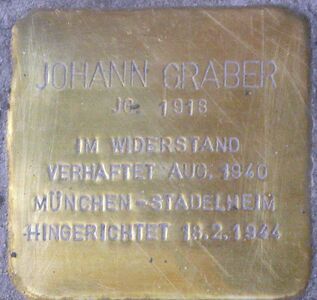 JOHANN GRABER
JG. 1918
IM WIDERSTAND
VERHAFTET AUG. 1940
MÜNCHEN-STADELHEIM
HINGERICHTET 18.2.1944